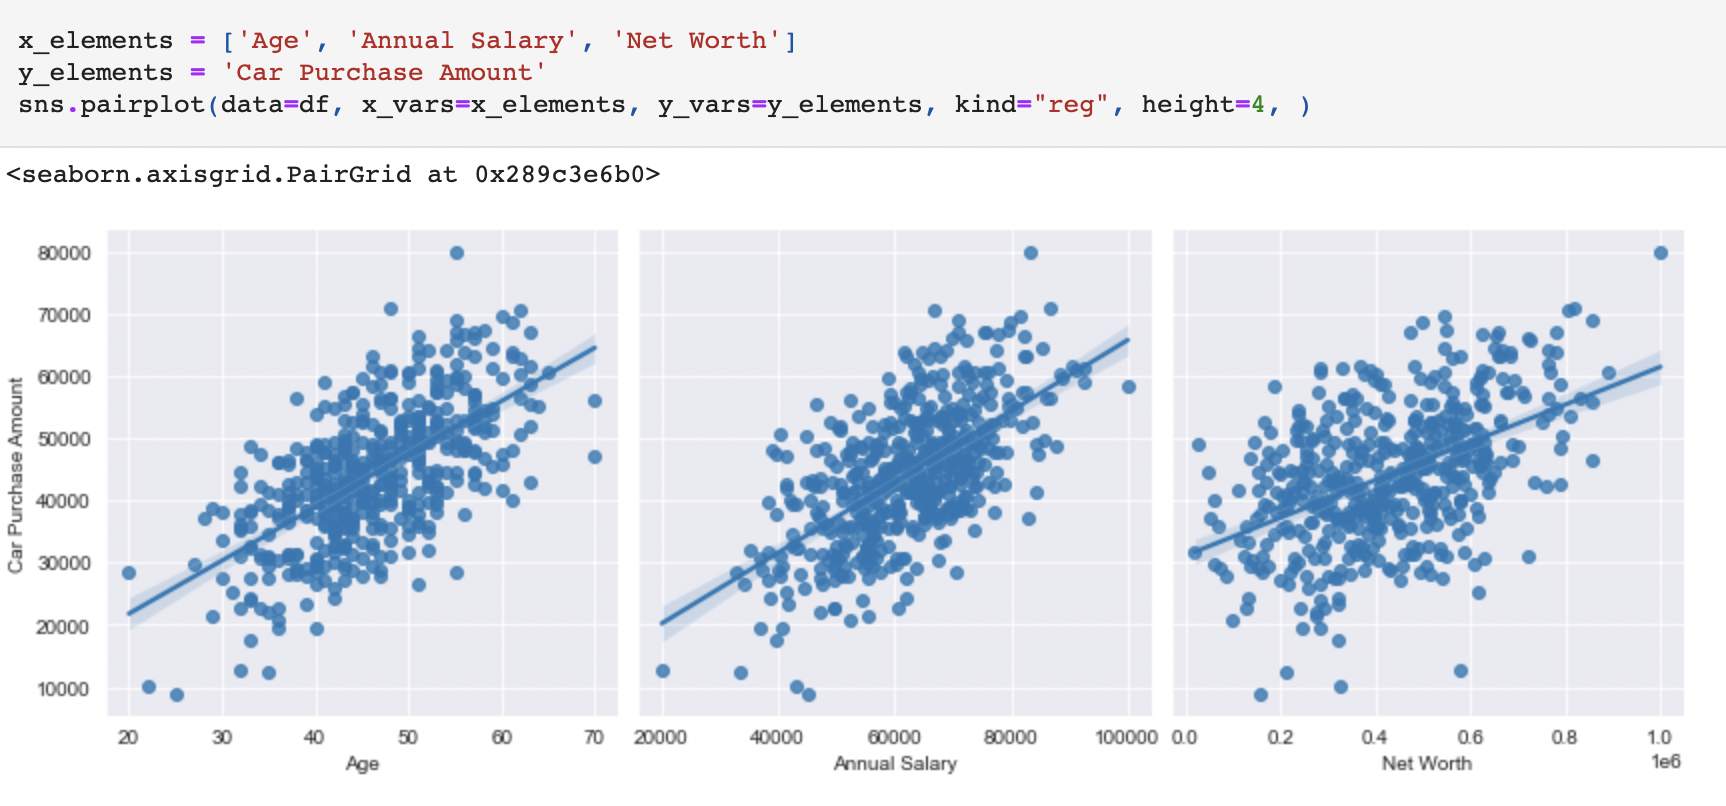 x_elements = ['Age', 'Annual Salary', 'Net Worth']
y_elements = 'Car Purchase Amount'
sns.pairplot(data=df, x_vars=x_elements, y_vars=y_elements, kind="reg", height=4, )
<seaborn.axisgrid.PairGrid at 0x289c3e6b0>
80000
70000
60000
50000
40000
30000
20000
10000
Car Purchase Amount
20 30 40 50 60 70
Age
20000 40000 60000 80000 100000
Annual Salary
0.0 0.2 0.4 0.6 0.8 1.0
1e6
Net Worth